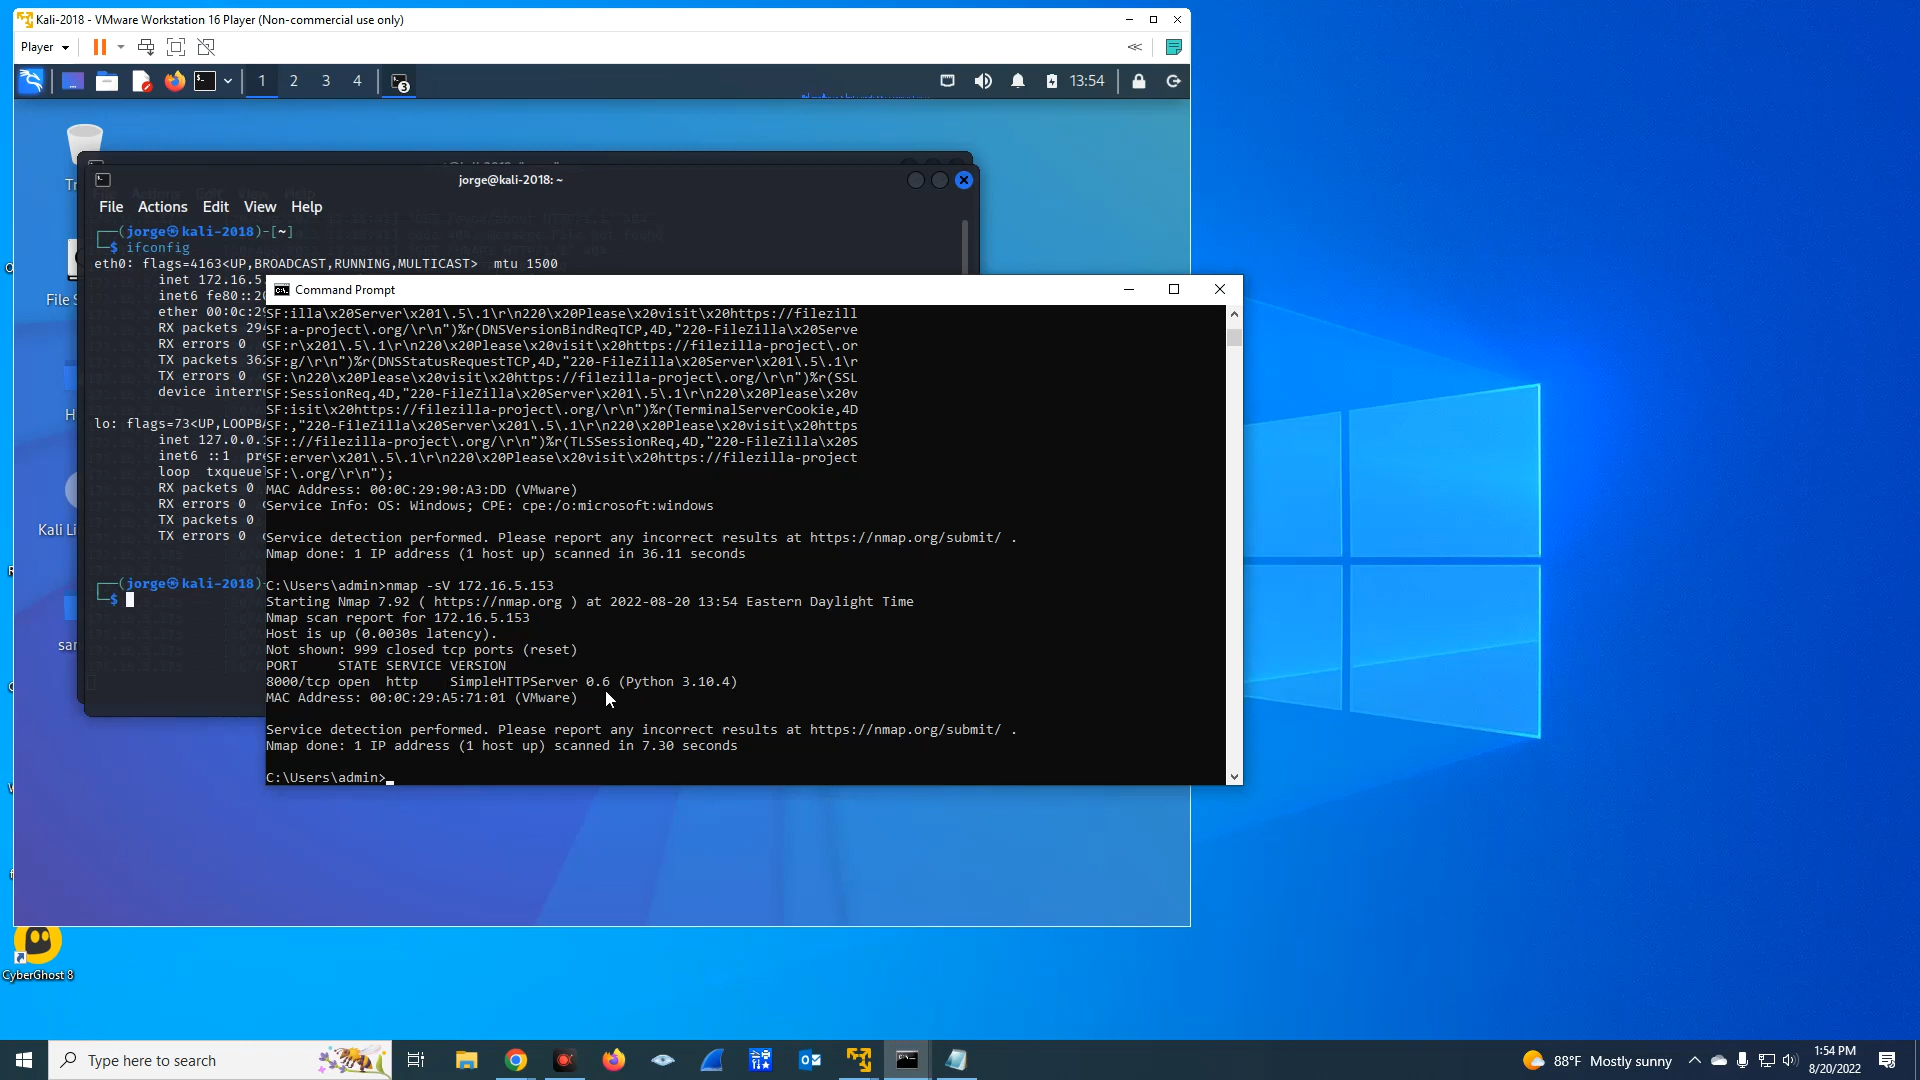 Kali-2018 - VMware Workstation 16 Player (Non-commercial use only)
Player
1 2 3 4
3
13:54
jorge@kali-2018: ~
File Actions Edit View Help
┌──(jorge㉿kali-2018)-[~]
└─$ ifconfig
eth0: flags=4163<UP,BROADCAST,RUNNING,MULTICAST> mtu 1500
inet 172.16.5
inet6 fe80::20
ether 00:0c:29
RX packets 294
RX errors 0
TX packets 362
TX errors 0
device interru
lo: flags=73<UP,LOOPBA
inet 127.0.0.1
inet6 ::1 pre
loop txqueuel
RX packets 0
RX errors 0
TX packets 0
TX errors 0
┌──(jorge㉿kali-2018)-
└─$
File S
Kali Li
san
Command Prompt
SF:illa\x20Server\x201\.5\.1\r\n220\x20Please\x20visit\x20https://filezill
SF:a-project\.org/\r\n")%r(DNSVersionBindReqTCP,4D,"220-FileZilla\x20Serve
SF:r\x201\.5\.1\r\n220\x20Please\x20visit\x20https://filezilla-project\.or
SF:g/\r\n")%r(DNSStatusRequestTCP,4D,"220-FileZilla\x20Server\x201\.5\.1\r
SF:\n220\x20Please\x20visit\x20https://filezilla-project\.org/\r\n")%r(SSL
SF:SessionReq,4D,"220-FileZilla\x20Server\x201\.5\.1\r\n220\x20Please\x20v
SF:isit\x20https://filezilla-project\.org/\r\n")%r(TerminalServerCookie,4D
SF:,"220-FileZilla\x20Server\x201\.5\.1\r\n220\x20Please\x20visit\x20https
SF:://filezilla-project\.org/\r\n")%r(TLSSessionReq,4D,"220-FileZilla\x20S
SF:erver\x201\.5\.1\r\n220\x20Please\x20visit\x20https://filezilla-project
SF:\.org/\r\n");
MAC Address: 00:0C:29:90:A3:DD (VMware)
Service Info: OS: Windows; CPE: cpe:/o:microsoft:windows
Service detection performed. Please report any incorrect results at https://nmap.org/submit/ .
Nmap done: 1 IP address (1 host up) scanned in 36.11 seconds
C:\Users\admin>nmap -sV 172.16.5.153
Starting Nmap 7.92 ( https://nmap.org ) at 2022-08-20 13:54 Eastern Daylight Time
Nmap scan report for 172.16.5.153
Host is up (0.0030s latency).
Not shown: 999 closed tcp ports (reset)
PORT STATE SERVICE VERSION
8000/tcp open http SimpleHTTPServer 0.6 (Python 3.10.4)
MAC Address: 00:0C:29:A5:71:01 (VMware)
Service detection performed. Please report any incorrect results at https://nmap.org/submit/ .
Nmap done: 1 IP address (1 host up) scanned in 7.30 seconds
C:\Users\admin>
CyberGhost 8
Type here to search
88°F Mostly sunny
1:54 PM
8/20/2022